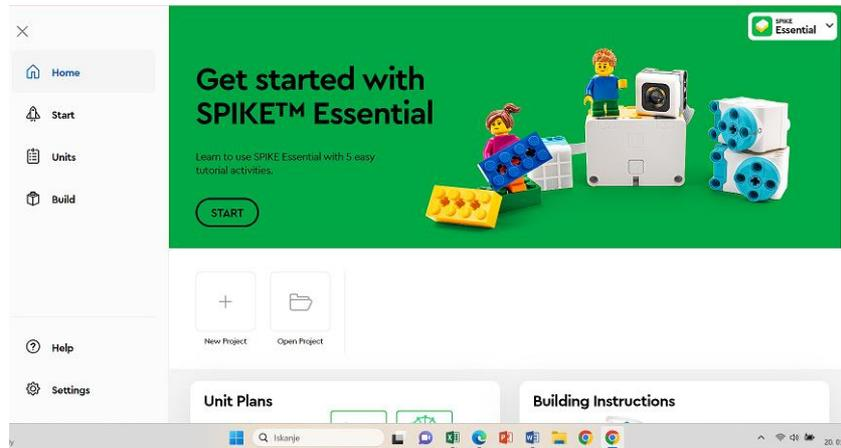 SPIKE
Essential
Home
Start
Units
Build
Help
Settings
Get started with
SPIKE™ Essential
Learn to use SPIKE Essential with 5 easy
tutorial activities.
START
New Project
Open Project
Unit Plans
Building Instructions
Iskanje
20.